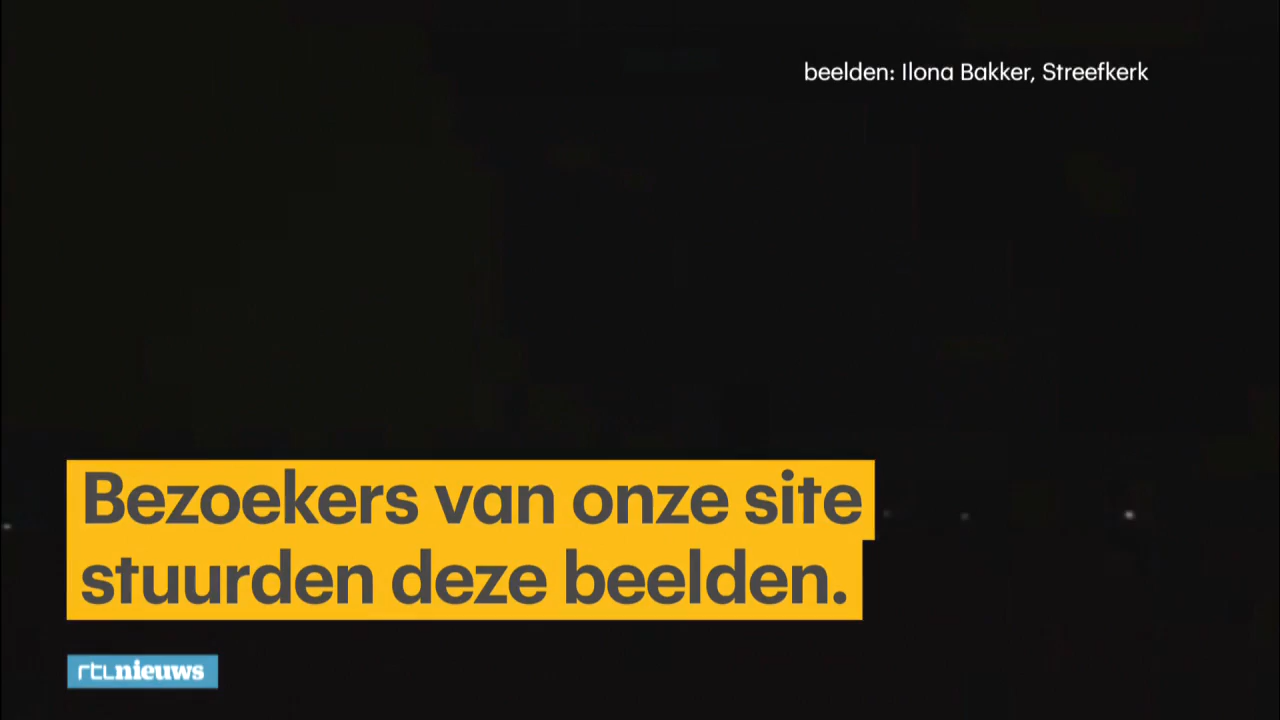 beelden: Ilona Bakker, Streefkerk
Bezoekers van onze site
stuurden deze beelden.
rtlnieuws